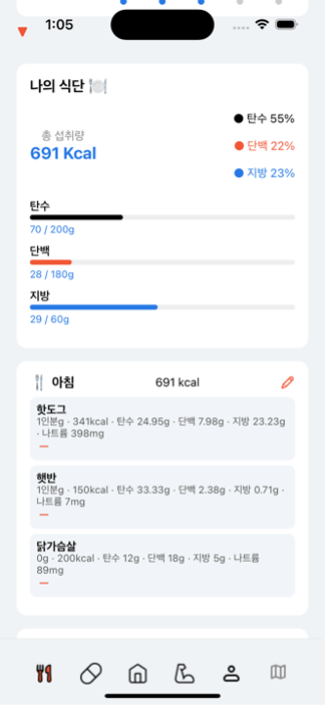 1:05
나의 식단 🍽️
총 섭취량
691 Kcal
탄수 55%
단백 22%
지방 23%
탄수
70 / 200g
단백
28 / 180g
지방
29 / 60g
아침
691 kcal
핫도그
1인분g · 341kcal · 탄수 24.95g · 단백 7.98g · 지방 23.23g
· 나트륨 398mg
햇반
1인분g · 150kcal · 탄수 33.33g · 단백 2.38g · 지방 0.71g ·
나트륨 7mg
닭가슴살
0g · 200kcal · 탄수 12g · 단백 18g · 지방 5g · 나트륨
89mg